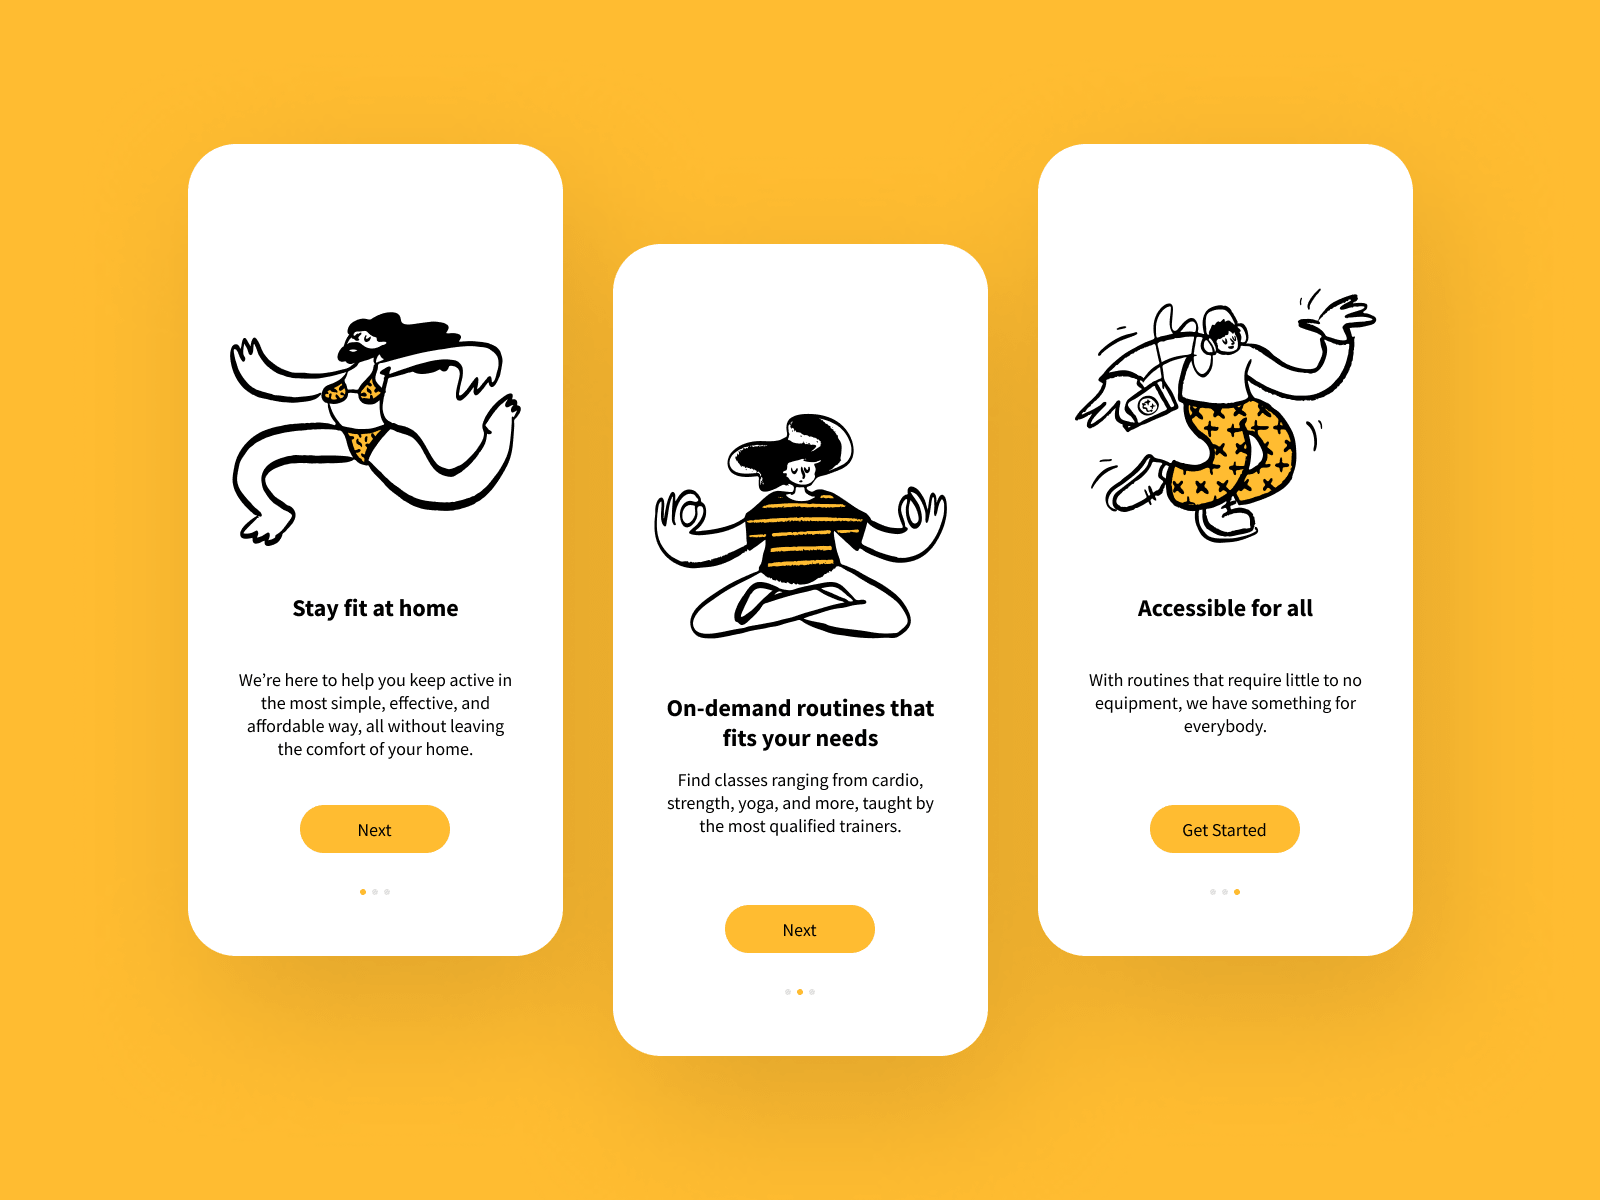 Stay fit at home
We’re here to help you keep active in
the most simple, effective, and
affordable way, all without leaving
the comfort of your home.
Next
On-demand routines that
fits your needs
Find classes ranging from cardio,
strength, yoga, and more, taught by
the most qualified trainers.
Next
Accessible for all
With routines that require little to no
equipment, we have something for
everybody.
Get Started